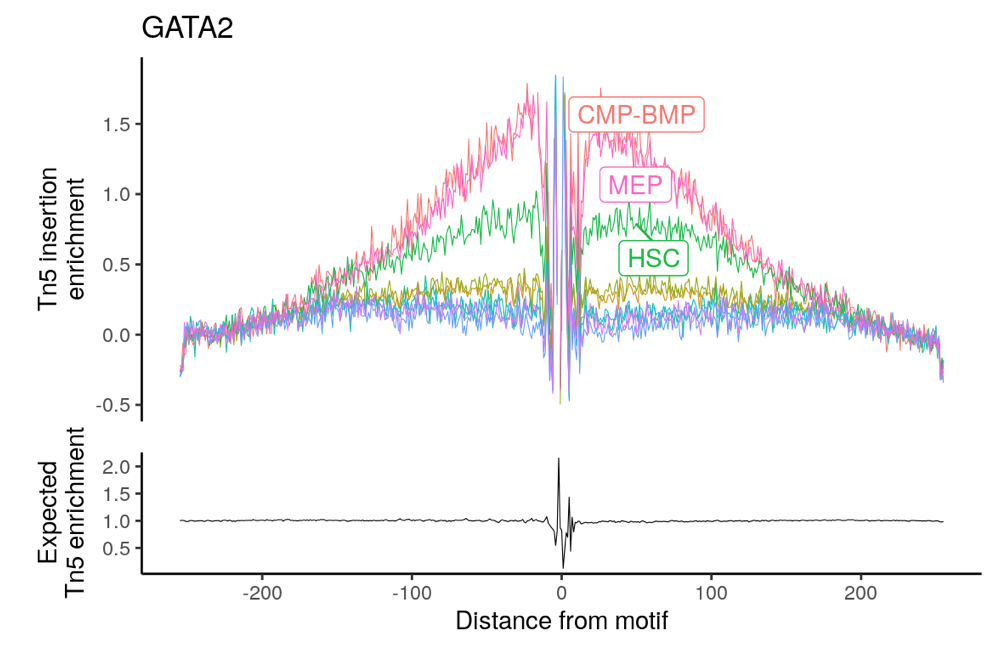 GATA2
Tn5 insertion
enrichment
1.5
1.0
0.5
0.0
-0.5
CMP-BMP
MEP
HSC
Expected
Tn5 enrichment
2.0
1.5
1.0
0.5
-200
-100
0
100
200
Distance from motif